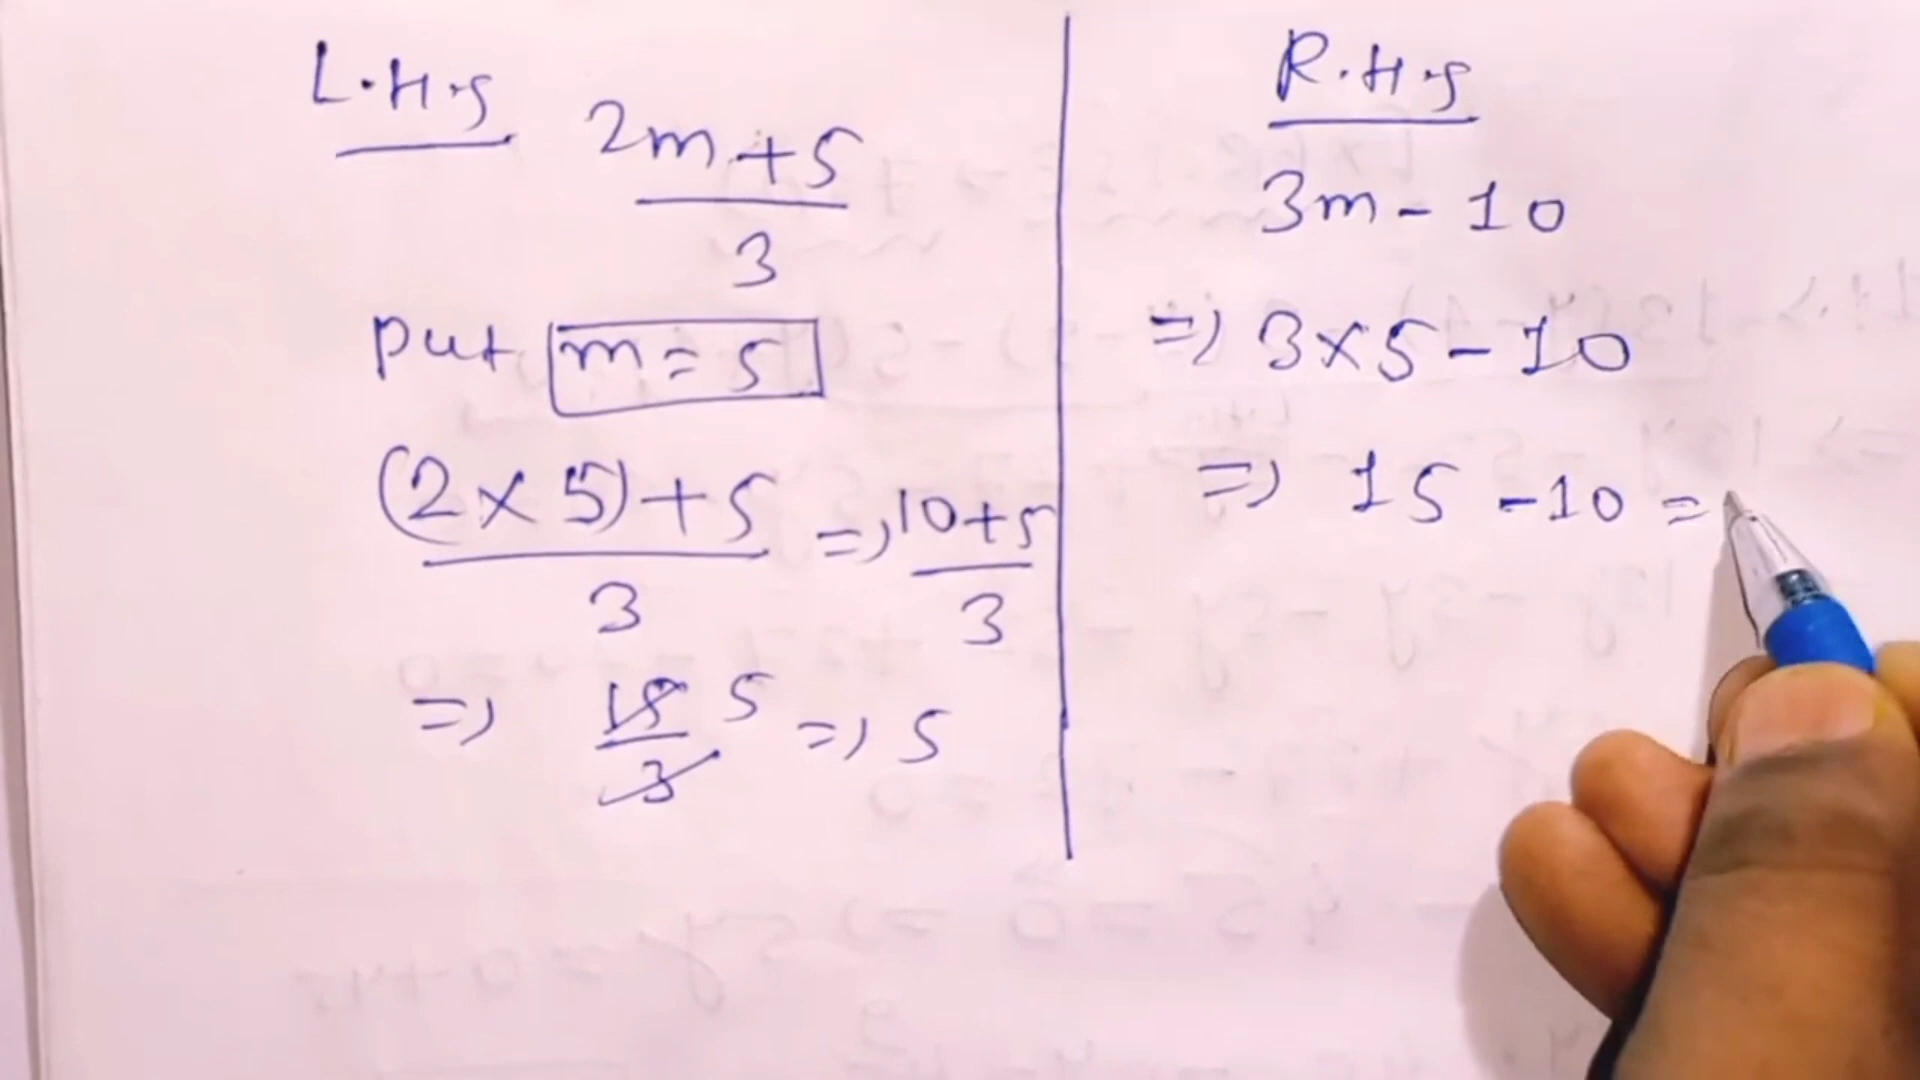 L.H.S
2m+5
3
put m = 5
(2 × 5) + 5 => 10+5
3 3
=> 15 5 => 5
3
R.H.S
3m - 10
=> 3×5 - 10
=> 15 - 10 =